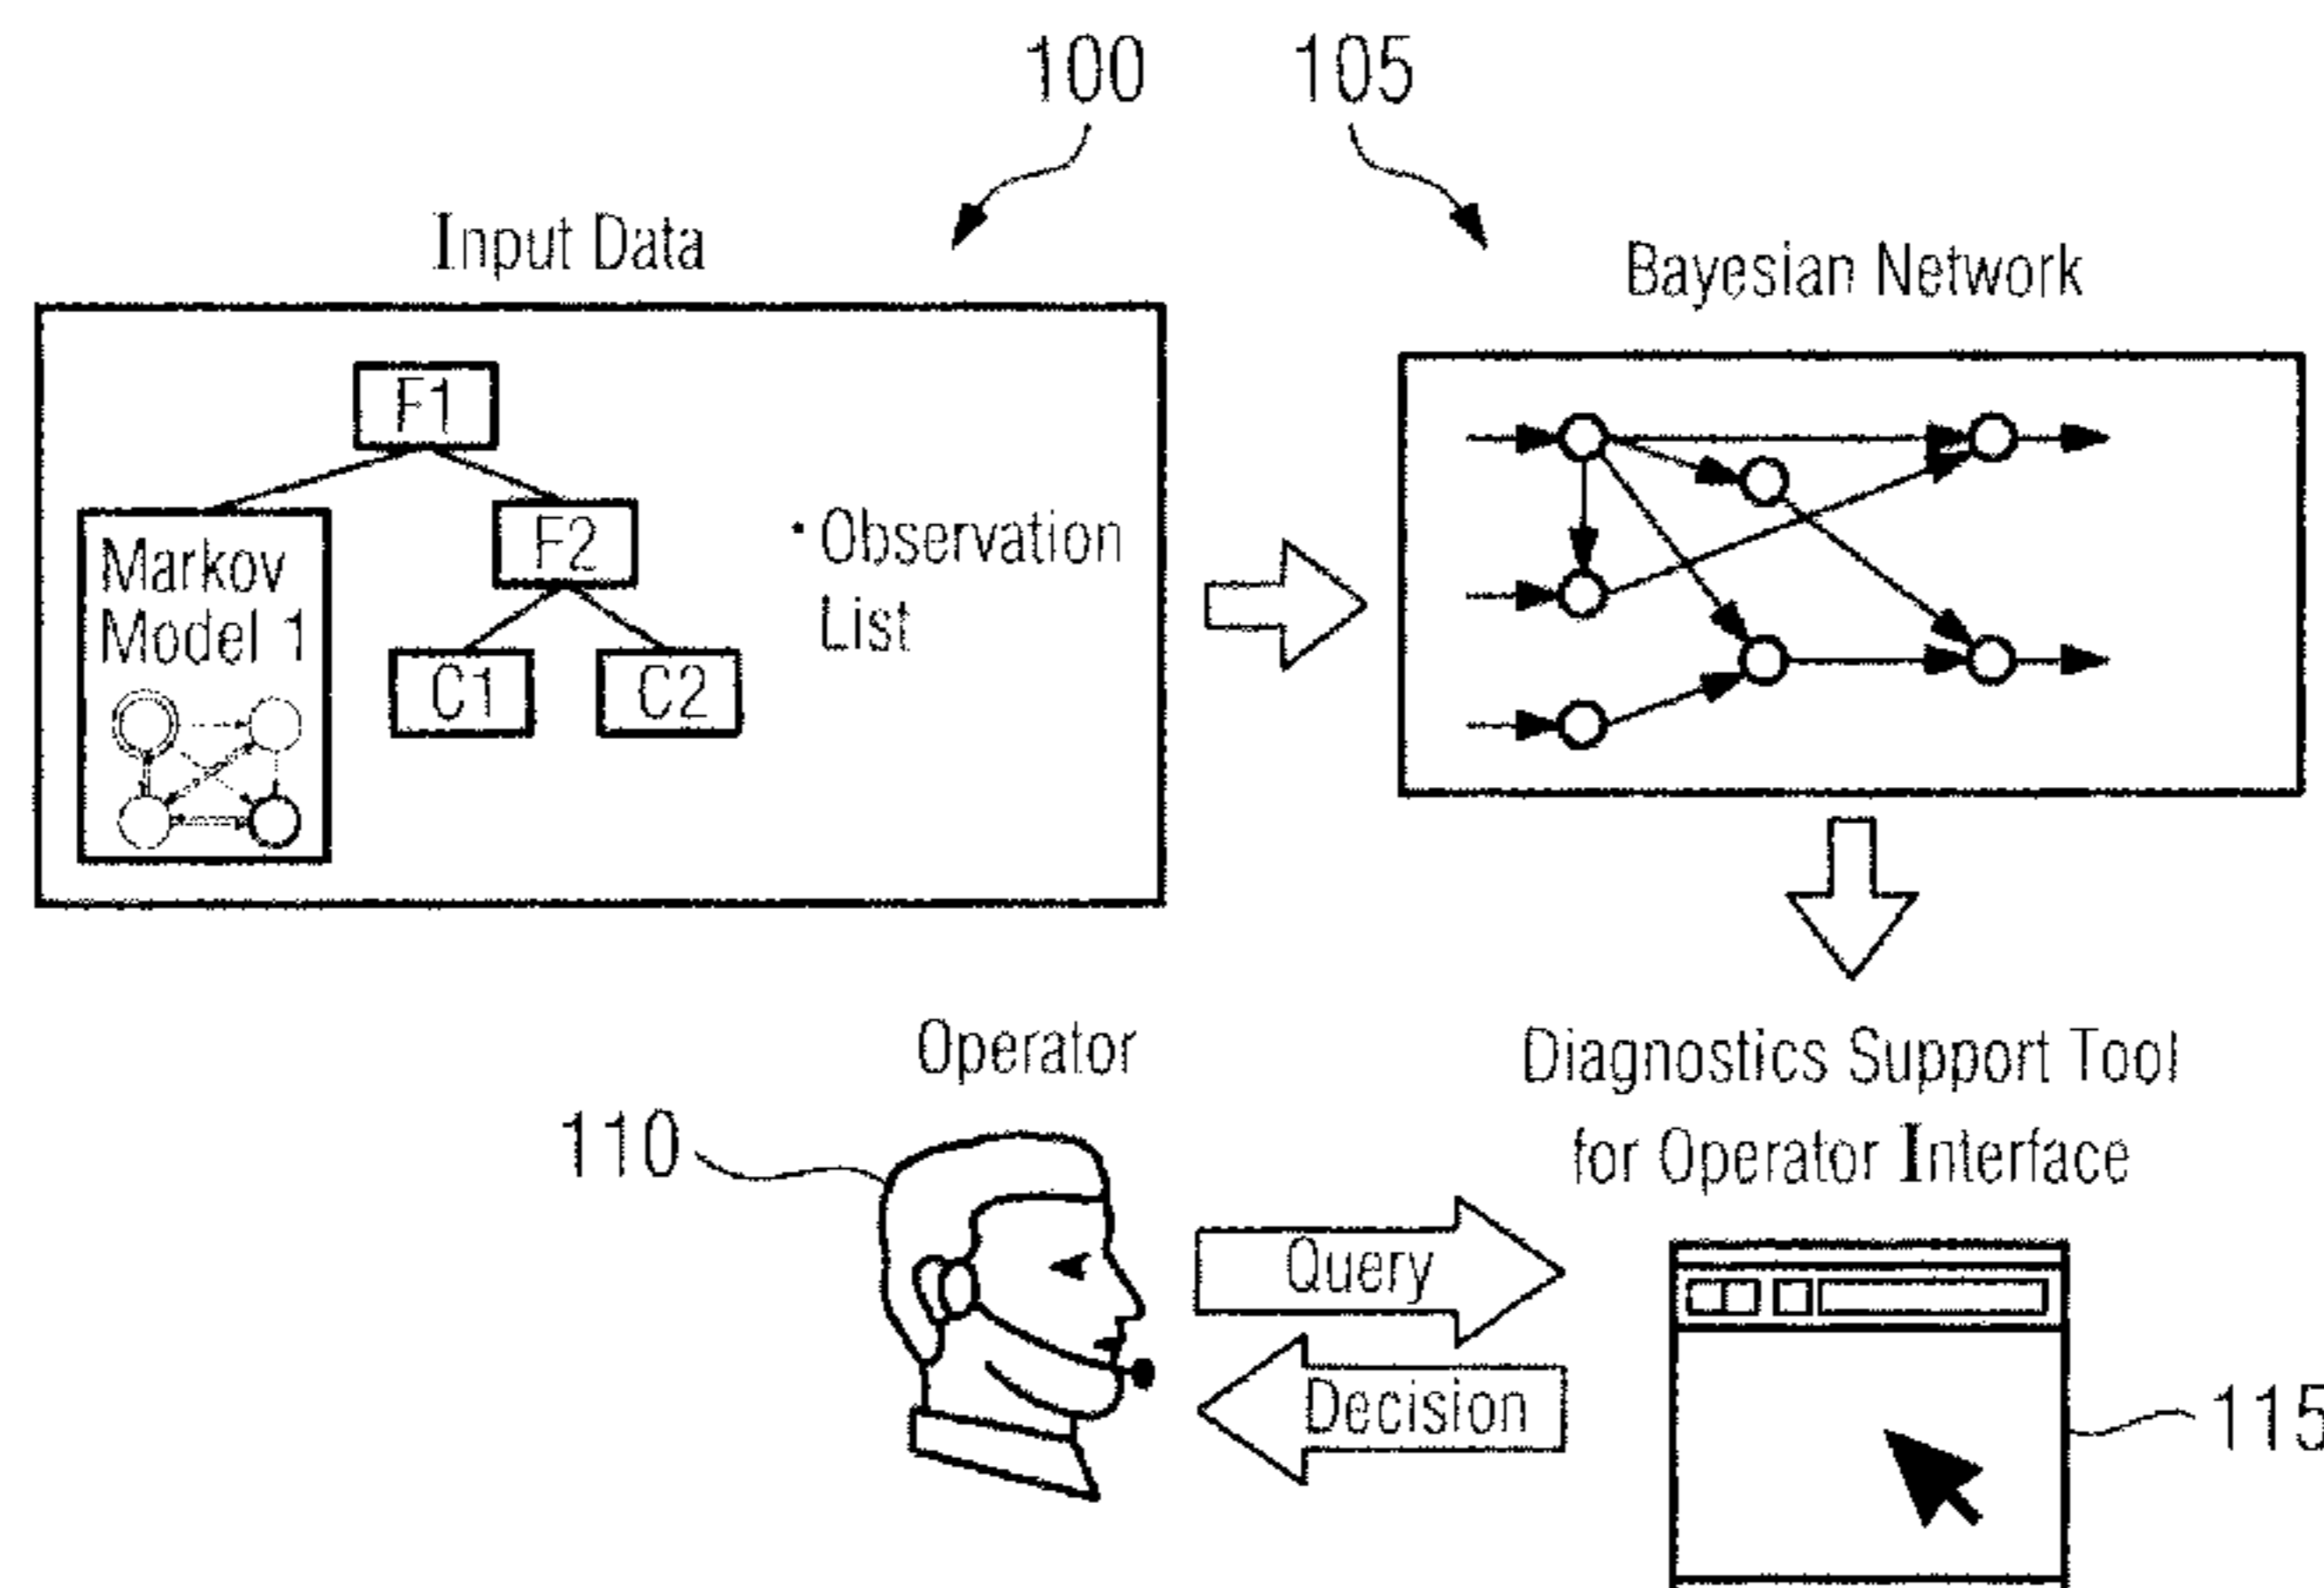 100 105
Input Data
Bayesian Network
F1
F2
Markov
Model 1
• Observation
List
C1 C2
Operator
Diagnostics Support Tool
for Operator Interface
110
Query
Decision
115